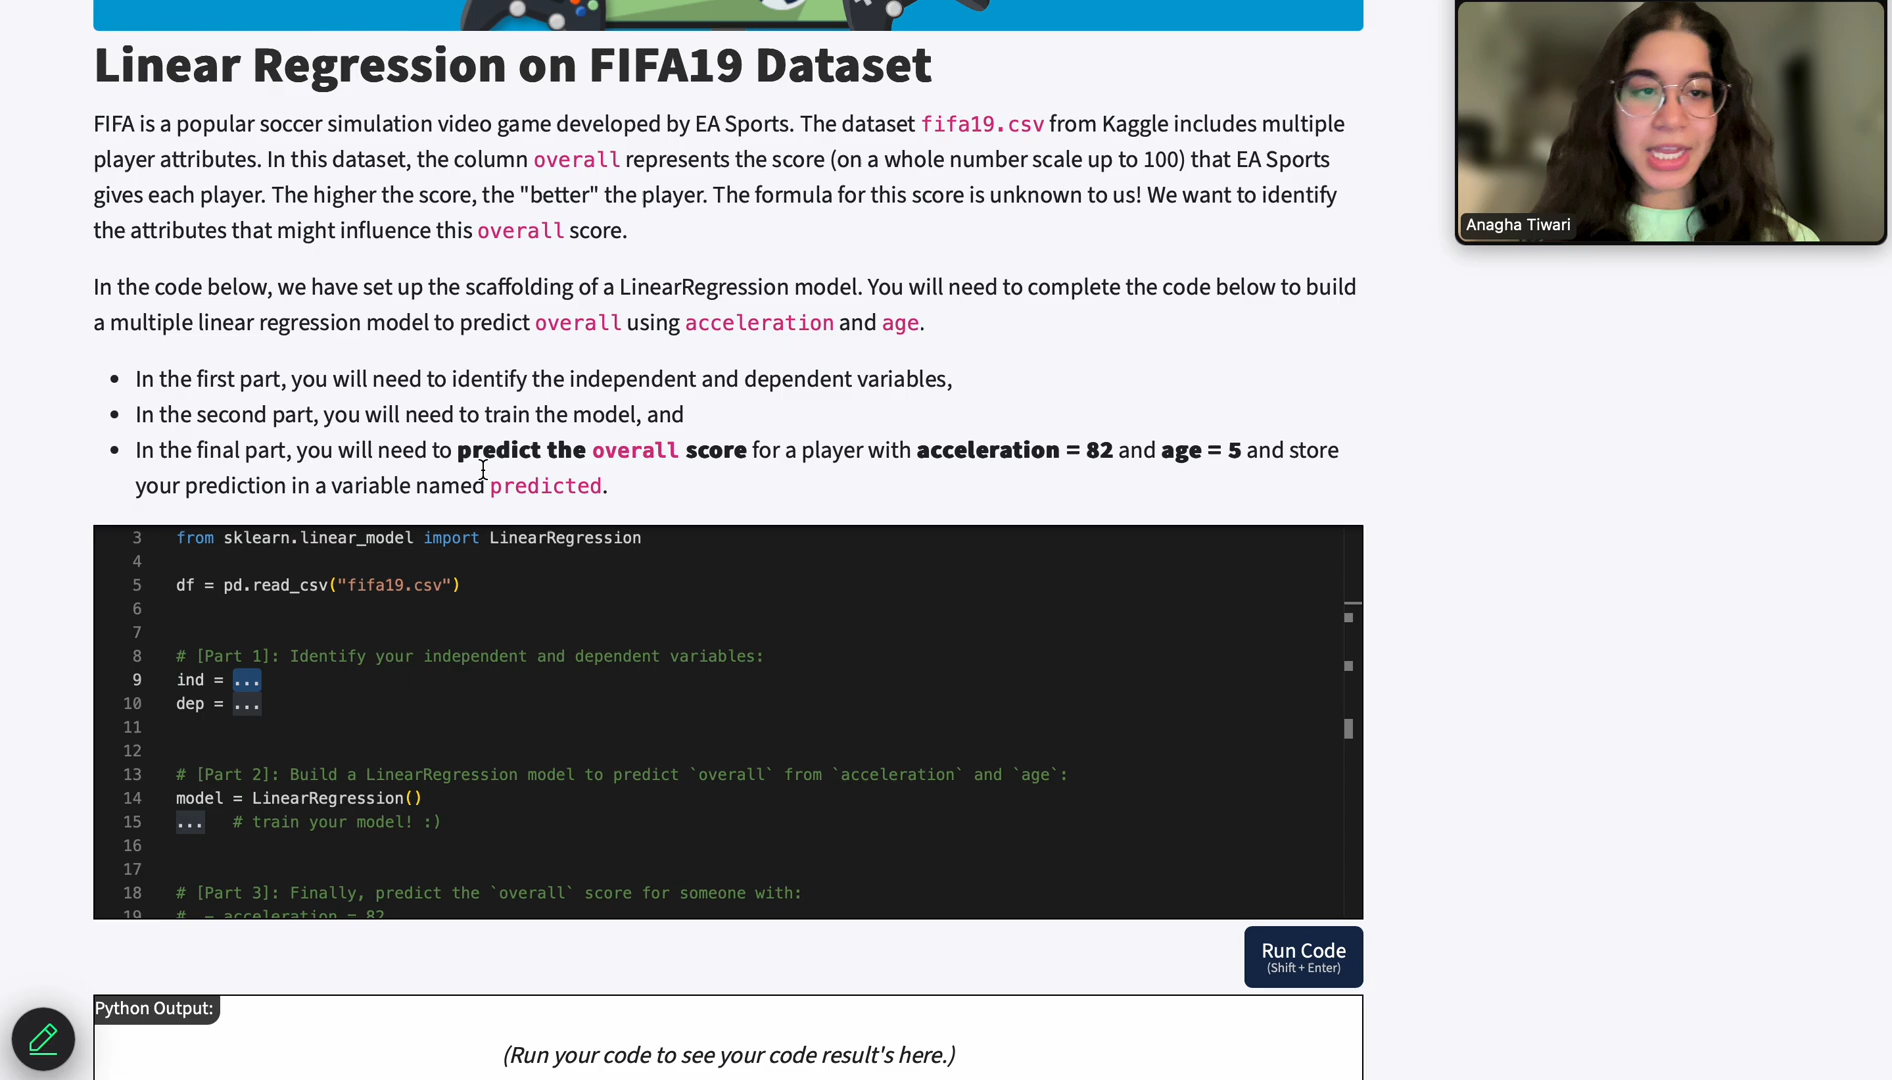 Linear Regression on FIFA19 Dataset
FIFA is a popular soccer simulation video game developed by EA Sports. The dataset fifa19.csv from Kaggle includes multiple
player attributes. In this dataset, the column overall represents the score (on a whole number scale up to 100) that EA Sports
gives each player. The higher the score, the "better" the player. The formula for this score is unknown to us! We want to identify
the attributes that might influence this overall score.
In the code below, we have set up the scaffolding of a LinearRegression model. You will need to complete the code below to build
a multiple linear regression model to predict overall using acceleration and age.
• In the first part, you will need to identify the independent and dependent variables,
• In the second part, you will need to train the model, and
• In the final part, you will need to predict the overall score for a player with acceleration = 82 and age = 5 and store
your prediction in a variable named predicted.
3 from sklearn.linear_model import LinearRegression
4
5 df = pd.read_csv("fifa19.csv")
6
7
8 # [Part 1]: Identify your independent and dependent variables:
9 ind = ...
10 dep = ...
11
12
13 # [Part 2]: Build a LinearRegression model to predict `overall` from `acceleration` and `age`:
14 model = LinearRegression()
15 ... # train your model! :)
16
17
18 # [Part 3]: Finally, predict the `overall` score for someone with:
19 # - acceleration = 82
Run Code
(Shift + Enter)
Python Output:
(Run your code to see your code result's here.)
Anagha Tiwari